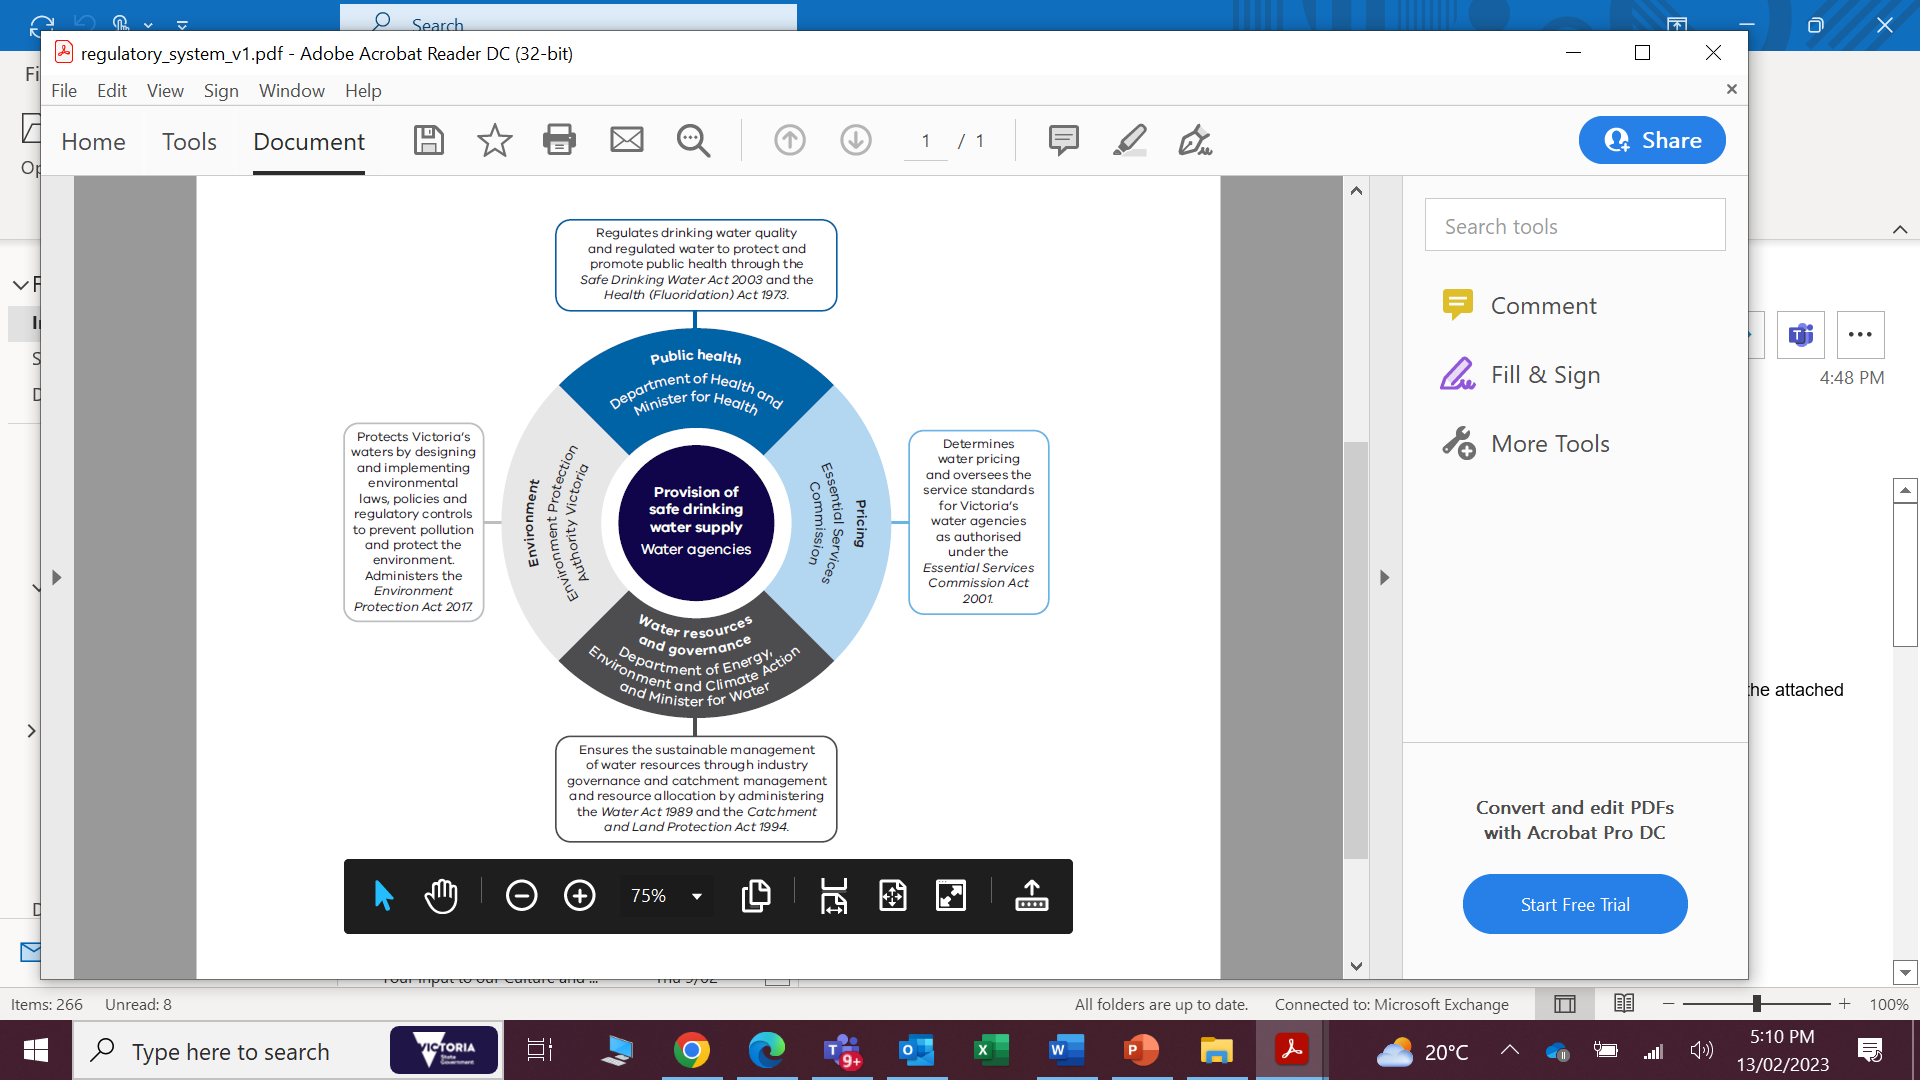 Search
regulatory_system_v1.pdf - Adobe Acrobat Reader DC (32-bit)
Fi
File Edit View Sign Window Help
Home Tools Document 1 / 1 Share
Op
Regulates drinking water quality
and regulated water to protect and
promote public health through the
Safe Drinking Water Act 2003 and the
Health (Fluoridation) Act 1973.
Public health
Department of Health and
Minister for Health
Protects Victoria's
waters by designing
and implementing
environmental
laws, policies and
regulatory controls
to prevent pollution
and protect the
environment.
Administers the
Environment
Protection Act 2017.
Environment
Environment Protection
Authority Victoria
Provision of
safe drinking
water supply
Water agencies
Pricing
Essential Services
Commission
Determines
water pricing
and oversees the
service standards
for Victoria's
water agencies
as authorised
under the
Essential Services
Commission Act
2001.
Water resources
and governance
Department of Energy,
Environment and Climate Action
and Minister for Water
Ensures the sustainable management
of water resources through industry
governance and catchment management
and resource allocation by administering
the Water Act 1989 and the Catchment
and Land Protection Act 1994.
75%
Search tools
Comment
Fill & Sign
More Tools
Convert and edit PDFs
with Acrobat Pro DC
Start Free Trial
4:48 PM
the attached
Items: 266 Unread: 8
All folders are up to date. Connected to: Microsoft Exchange 100%
Type here to search
VICTORIA
State
Government
9+
20°C
5:10 PM
13/02/2023